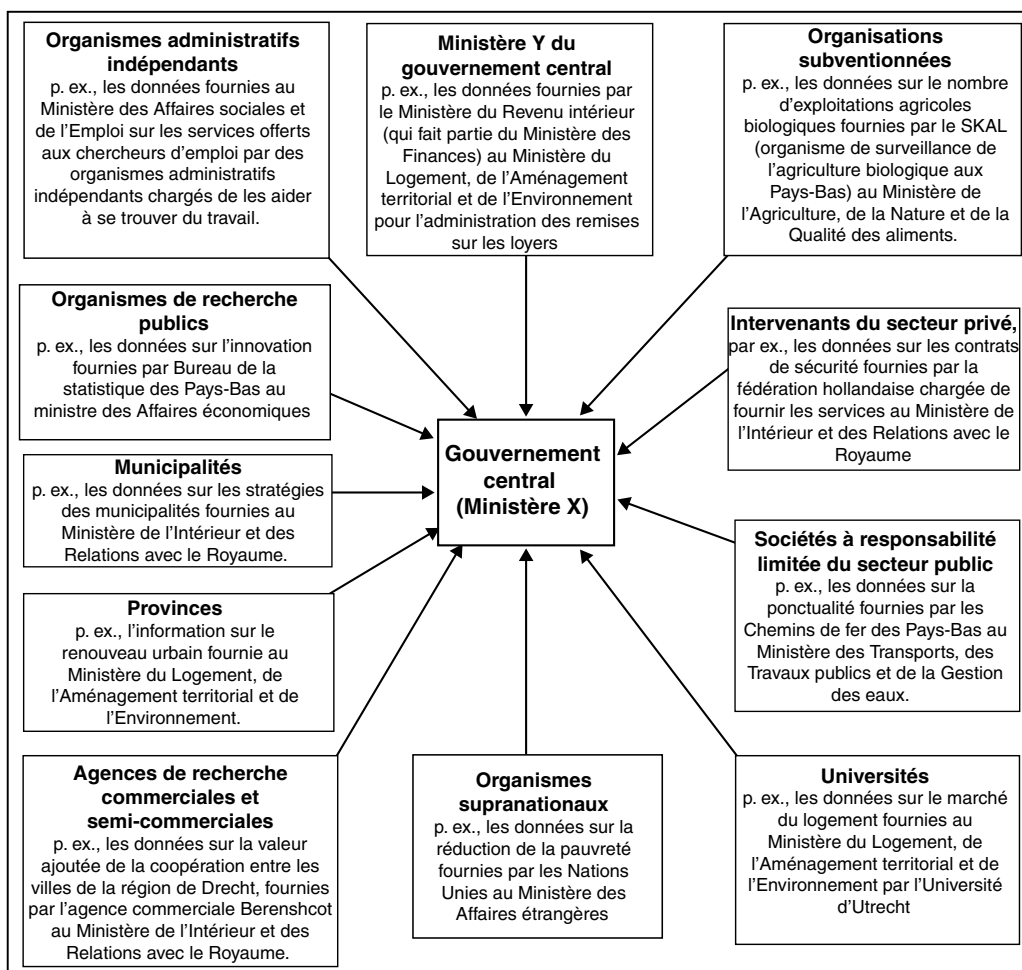 Organismes administratifs
indépendants
p. ex., les données fournies au
Ministère des Affaires sociales et
de l’Emploi sur les services offerts
aux chercheurs d’emploi par des
organismes administratifs
indépendants chargés de les aider
à se trouver du travail.
Ministère Y du
gouvernement central
p. ex., les données fournies par
le Ministère du Revenu intérieur
(qui fait partie du Ministère des
Finances) au Ministère du
Logement, de l’Aménagement
territorial et de l’Environnement
pour l’administration des remises
sur les loyers
Organisations
subventionnées
p. ex., les données sur le nombre
d’exploitations agricoles
biologiques fournies par le SKAL
(organisme de surveillance de
l’agriculture biologique aux
Pays-Bas) au Ministère de
l’Agriculture, de la Nature et de la
Qualité des aliments.
Organismes de recherche
publics
p. ex., les données sur l’innovation
fournies par Bureau de la
statistique des Pays-Bas au
ministre des Affaires économiques
Intervenants du secteur privé,
par ex., les données sur les contrats
de sécurité fournies par la
fédération hollandaise chargée de
fournir les services au Ministère de
l’Intérieur et des Relations avec le
Royaume
Gouvernement
central
(Ministère X)
Municipalités
p. ex., les données sur les stratégies
des municipalités fournies au
Ministère de l’Intérieur et des
Relations avec le Royaume.
Sociétés à responsabilité
limitée du secteur public
p. ex., les données sur la
ponctualité fournies par les
Chemins de fer des Pays-Bas au
Ministère des Transports, des
Travaux publics et de la Gestion
des eaux.
Provinces
p. ex., l’information sur le
renouveau urbain fournie au
Ministère du Logement, de
l’Aménagement territorial et de
l’Environnement.
Agences de recherche
commerciales et
semi-commerciales
p. ex., les données sur la valeur
ajoutée de la coopération entre les
villes de la région de Drecht, fournies
par l’agence commerciale Berenshcot
au Ministère de l’Intérieur et des
Relations avec le Royaume.
Organismes
supranationaux
p. ex., les données sur la
réduction de la pauvreté
fournies par les Nations
Unies au Ministère des
Affaires étrangères
Universités
p. ex., les données sur le marché
du logement fournies au
Ministère du Logement, de
l’Aménagement territorial et de
l’Environnement par l’Université
d’Utrecht